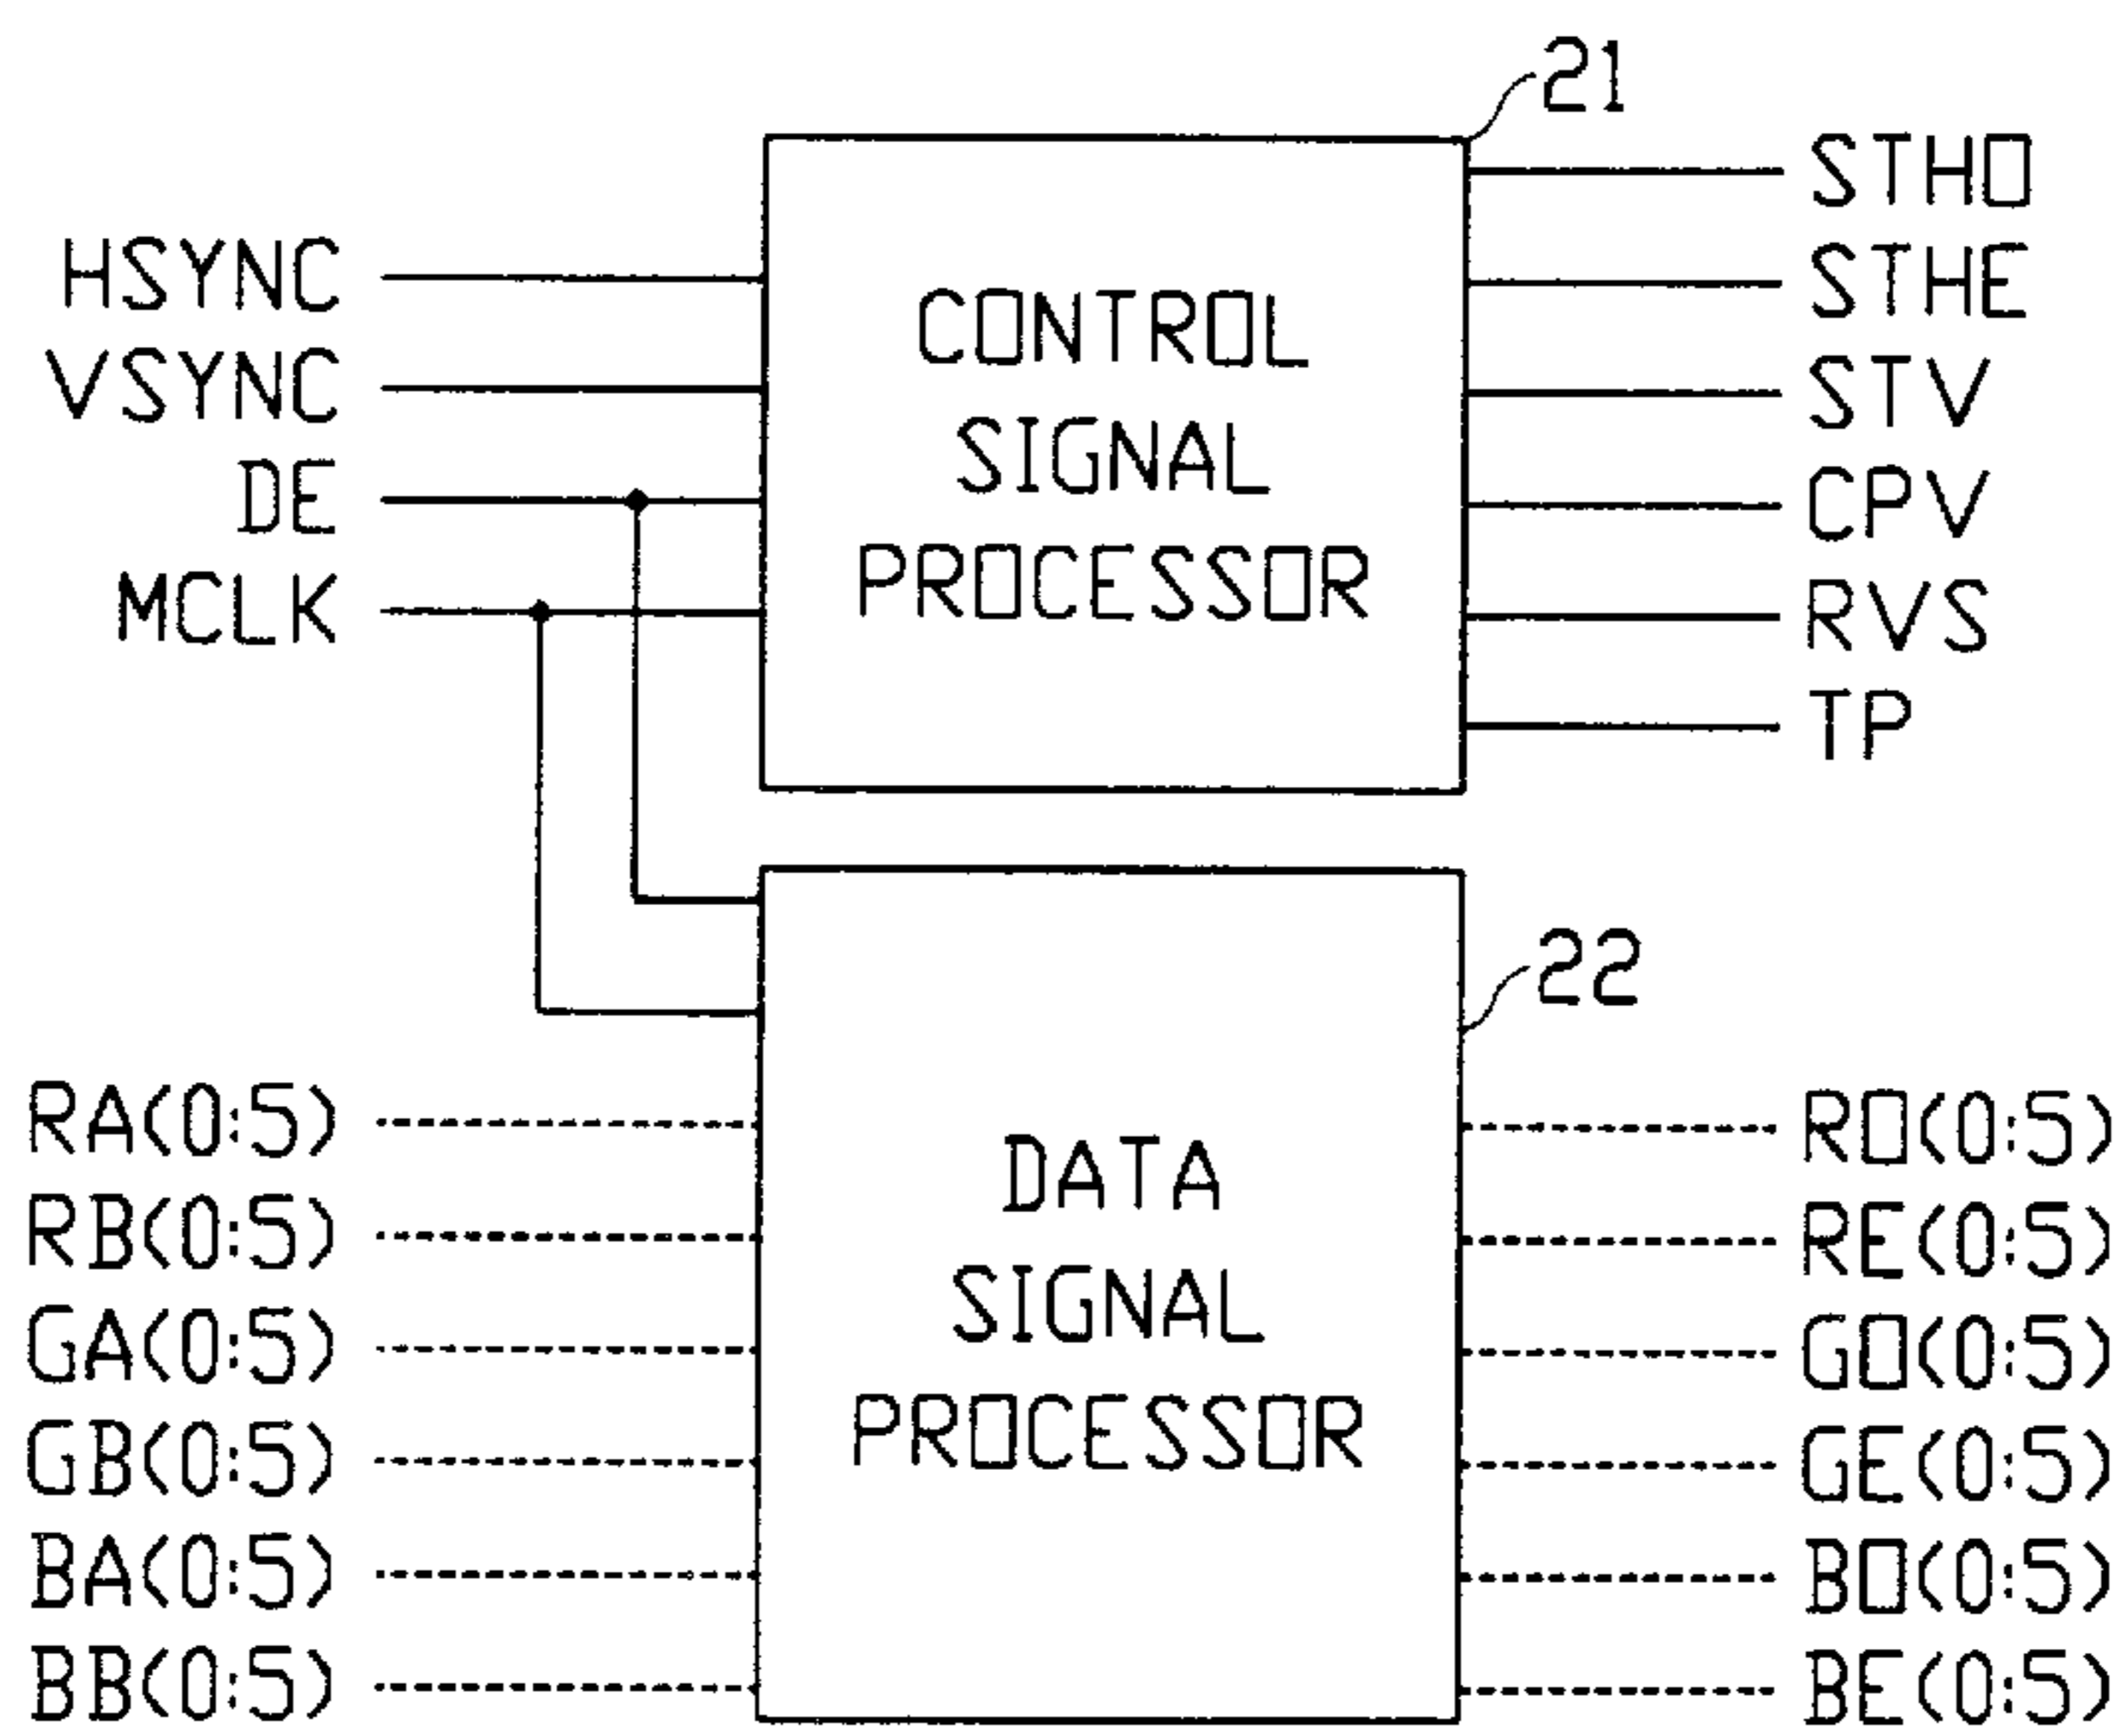 21
HSYNC
VSYNC
DE
MCLK
CONTROL
SIGNAL
PROCESSOR
STHO
STHE
STV
CPV
RVS
TP
22
RA(0:5)
RB(0:5)
GA(0:5)
GB(0:5)
BA(0:5)
BB(0:5)
DATA
SIGNAL
PROCESSOR
RO(0:5)
RE(0:5)
GO(0:5)
GE(0:5)
BO(0:5)
BE(0:5)